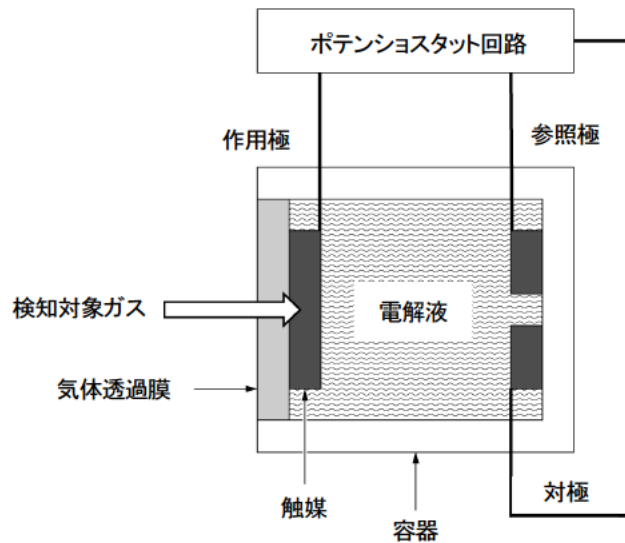 ポテンショスタット回路
作用極
参照極
検知対象ガス
電解液
気体透過膜
触媒
容器
対極